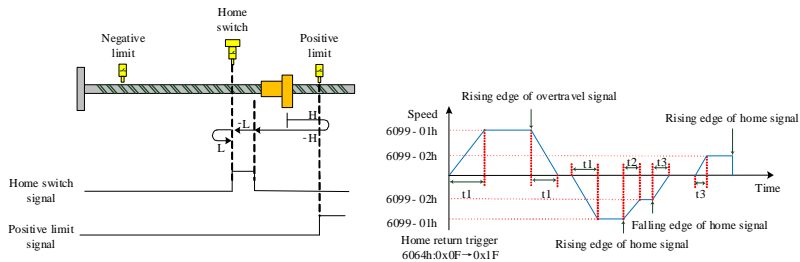 Home
switch
Negative
limit
Positive
limit
H
-L
L
-H
Home switch
signal
Positive limit
signal
Rising edge of overtravel signal
Speed
Rising edge of home signal
6099-01h
6099-02h
t1
t2
t3
t1
t1
t3
Time
6099-02h
6099-01h
Falling edge of home signal
Rising edge of home signal
Home return trigger
6064h:0x0F→0x1F